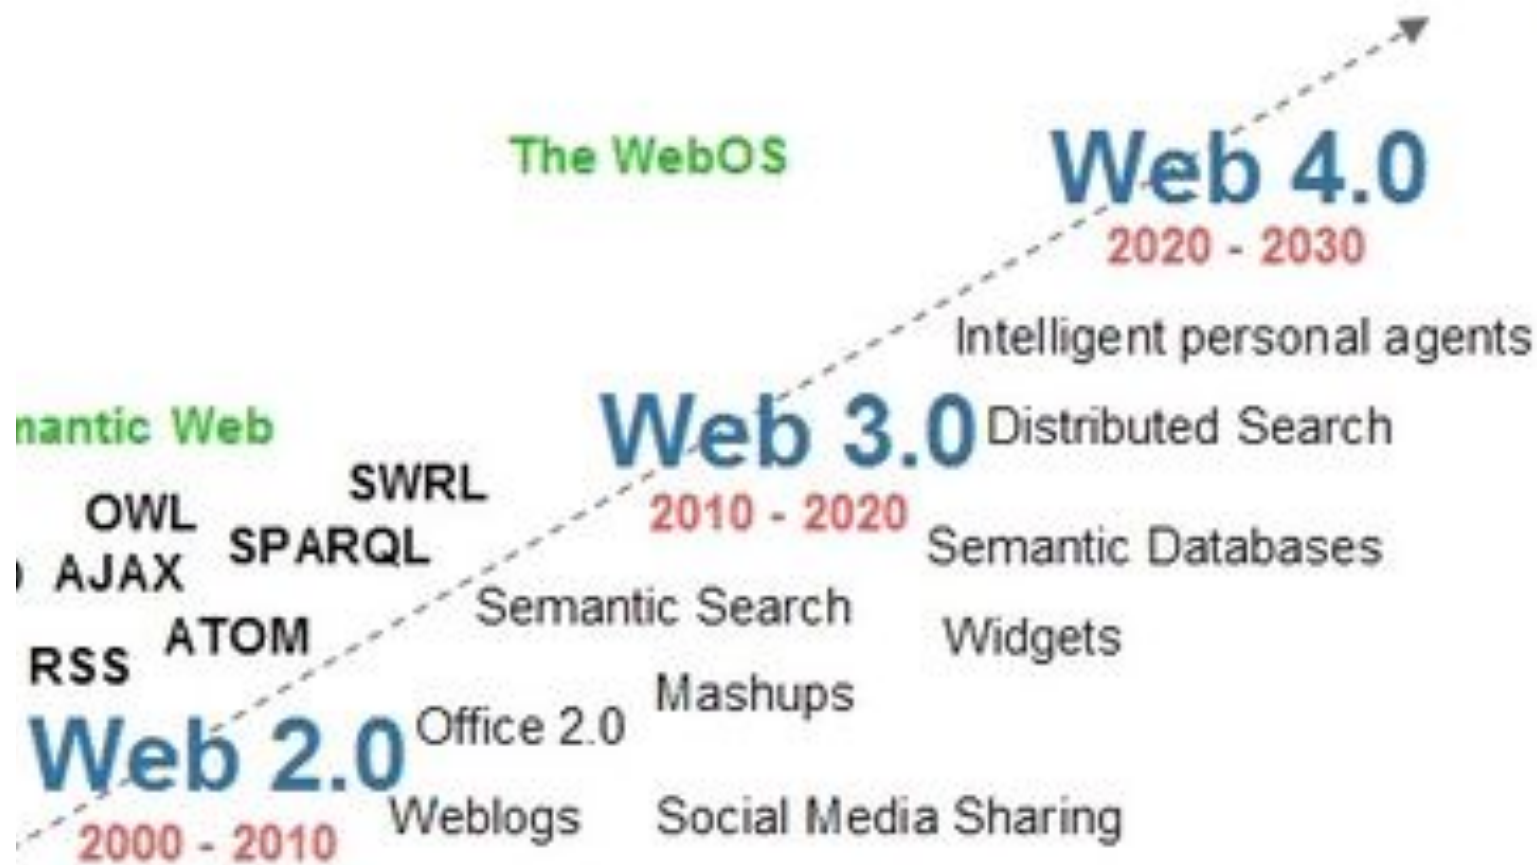 The WebOS
Web 4.0
2020 - 2030
Intelligent personal agents
mantic Web
Web 3.0
Distributed Search
SWRL
OWL
2010 - 2020
SPARQL
Semantic Databases
AJAX
Semantic Search
ATOM
Widgets
RSS
Mashups
Web 2.0
Office 2.0
Weblogs
Social Media Sharing
2000 - 2010